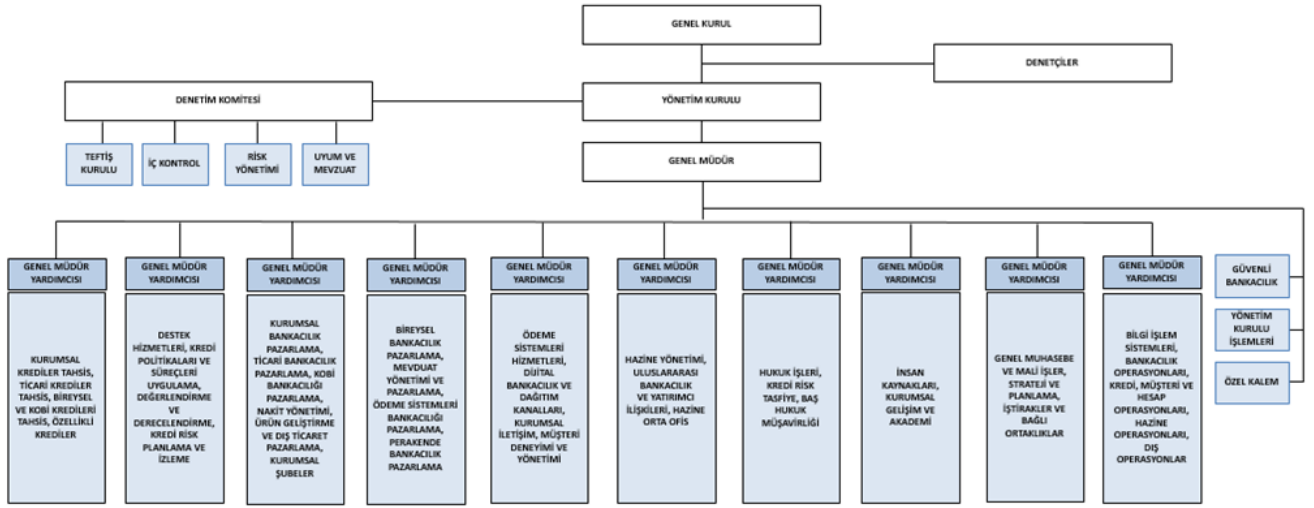 GENEL KURUL
DENETÇİLER
DENETİM KOMİTESİ
YÖNETİM KURULU
TEFTİŞ
KURULU
İÇ KONTROL
RİSK
YÖNETİMİ
UYUM VE
MEVZUAT
GENEL MÜDÜR
GENEL MÜDÜR
YARDIMCISI
KURUMSAL
KREDİLER TAHSİS,
TİCARİ KREDİLER
TAHSİS, BİREYSEL
VE KOBİ KREDİLERİ
TAHSİS, ÖZELLİKLİ
KREDİLER
GENEL MÜDÜR
YARDIMCISI
DESTEK
HİZMETLERİ, KREDİ
POLİTİKALARI VE
SÜREÇLERİ
UYGULAMA,
DEĞERLENDİRME
VE
DERECELENDİRME,
KREDİ RİSK
PLANLAMA VE
İZLEME
GENEL MÜDÜR
YARDIMCISI
KURUMSAL
BANKACILIK
PAZARLAMA,
TİCARİ BANKACILIK
PAZARLAMA, KOBİ
BANKACILIĞI
PAZARLAMA,
NAKİT YÖNETİMİ,
ÜRÜN GELİŞTİRME
VE DIŞ TİCARET
PAZARLAMA,
KURUMSAL
ŞUBELER
GENEL MÜDÜR
YARDIMCISI
BİREYSEL
BANKACILIK
PAZARLAMA,
MEVDUAT
YÖNETİMİ VE
PAZARLAMA,
ÖDEME SİSTEMLERİ
BANKACILIĞI
PAZARLAMA,
PERAKENDE
BANKACILIK
PAZARLAMA
GENEL MÜDÜR
YARDIMCISI
ÖDEME
SİSTEMLERİ
HİZMETLERİ,
DİJİTAL
BANKACILIK VE
DAĞITIM
KANALLARI,
KURUMSAL
İLETİŞİM, MÜŞTERİ
DENEYİMİ VE
YÖNETİMİ
GENEL MÜDÜR
YARDIMCISI
HAZİNE YÖNETİMİ,
ULUSLARARASI
BANKACILIK
VE YATIRIMCI
İLİŞKİLERİ, HAZİNE
ORTA OFİS
GENEL MÜDÜR
YARDIMCISI
HUKUK İŞLERİ,
KREDİ RİSK
TASFİYE, BAŞ
HUKUK
MÜŞAVİRLİĞİ
GENEL MÜDÜR
YARDIMCISI
İNSAN
KAYNAKLARI,
KURUMSAL
GELİŞİM VE
AKADEMİ
GENEL MÜDÜR
YARDIMCISI
GENEL MUHASEBE
VE MALİ İŞLER,
STRATEJİ VE
PLANLAMA,
İŞTİRAKLER VE
BAĞLI
ORTAKLIKLAR
GENEL MÜDÜR
YARDIMCISI
BİLGİ İŞLEM
SİSTEMLERİ,
BANKACILIK
OPERASYONLARI,
KREDİ, MÜŞTERİ VE
HESAP
OPERASYONLARI,
HAZİNE
OPERASYONLARI,
DIŞ
OPERASYONLAR
GÜVENLİ
BANKACILIK
YÖNETİM
KURULU
İŞLEMLERİ
ÖZEL KALEM